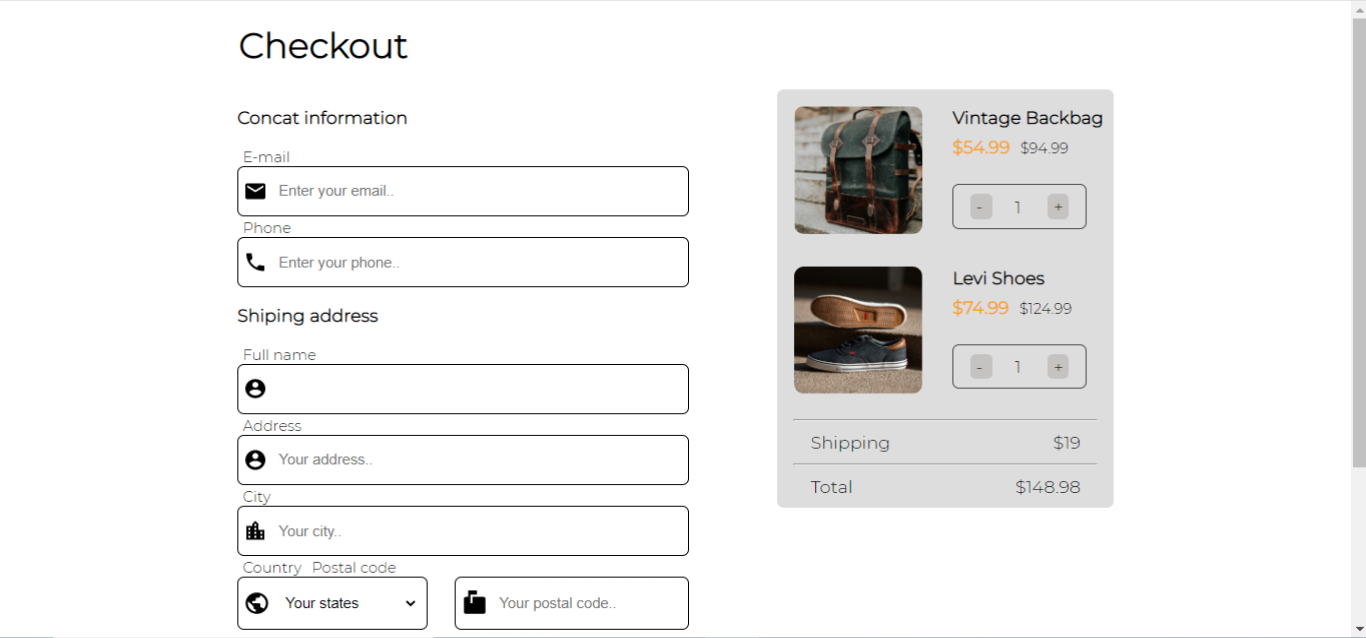 Checkout
Concat information
E-mail
Enter your email..
Phone
Enter your phone..
Shiping address
Full name
Address
Your address..
City
Your city..
Country Postal code
Your states Your postal code..
Vintage Backbag
$54.99 $94.99
- 1 +
Levi Shoes
$74.99 $124.99
- 1 +
Shipping $19
Total $148.98